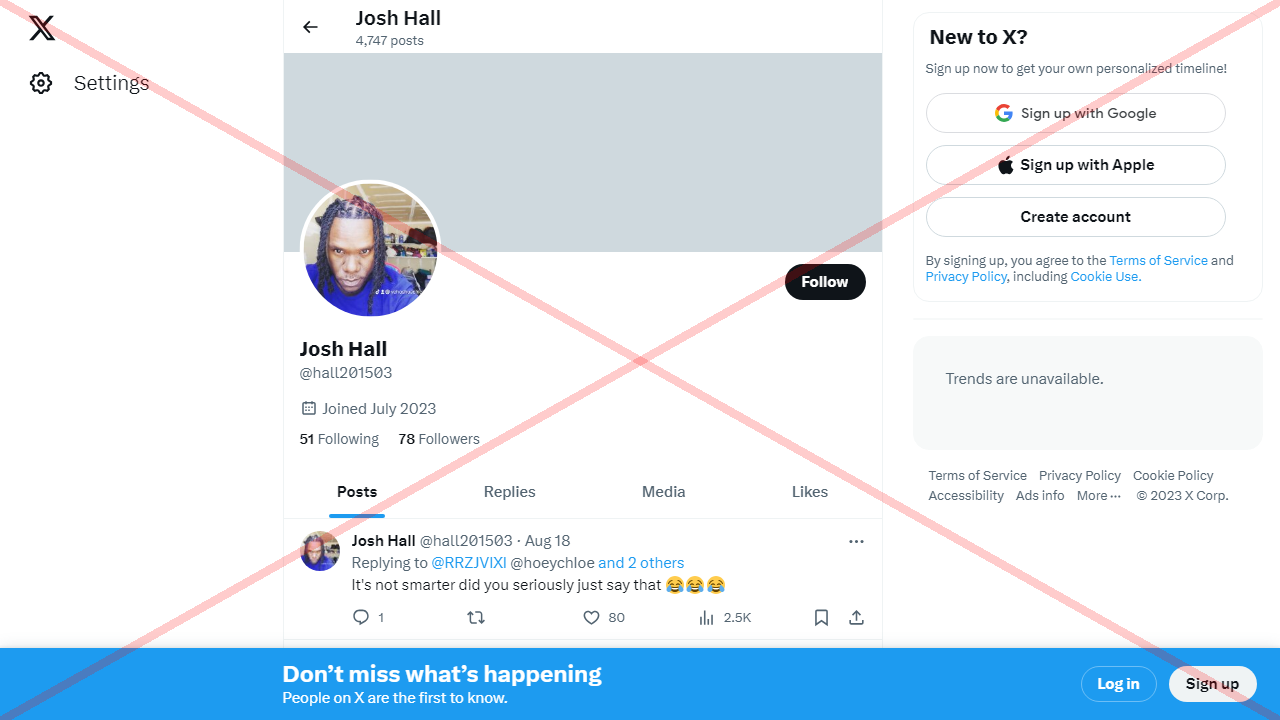 Settings
Josh Hall
4,747 posts
Follow
Josh Hall
@hall201503
Joined July 2023
51 Following 78 Followers
Posts Replies Media Likes
Josh Hall @hall201503 · Aug 18
Replying to @RRZJVIXI @hoeychloe and 2 others
It's not smarter did you seriously just say that 😂😂😂
1 80 2.5K
New to X?
Sign up now to get your own personalized timeline!
Sign up with Google
Sign up with Apple
Create account
By signing up, you agree to the Terms of Service and
Privacy Policy, including Cookie Use.
Trends are unavailable.
Terms of Service Privacy Policy Cookie Policy
Accessibility Ads info More ··· © 2023 X Corp.
Don’t miss what’s happening
People on X are the first to know.
Log in Sign up